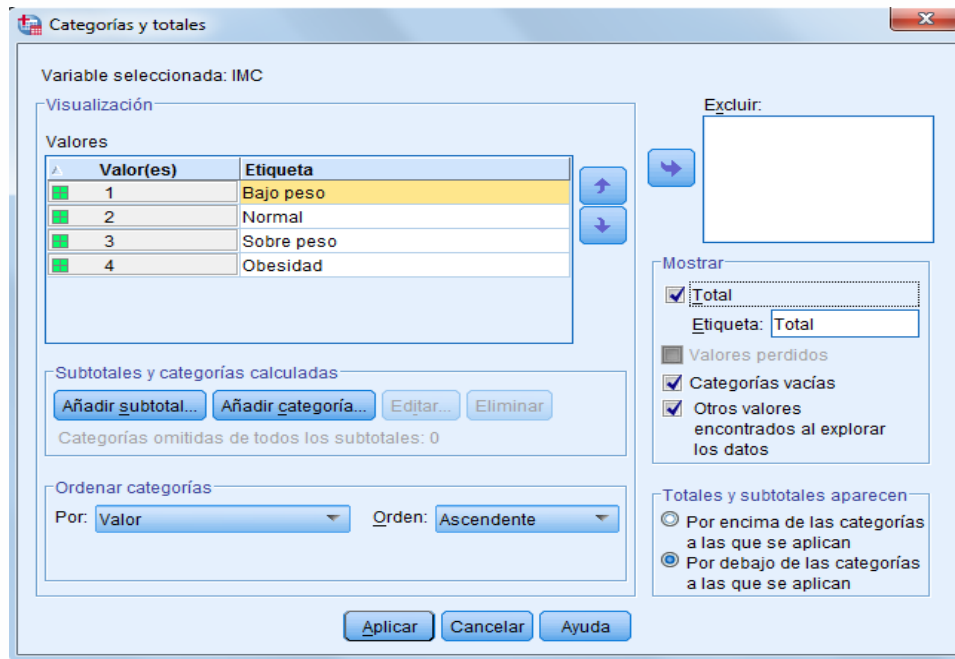 Categorías y totales
Variable seleccionada: IMC
Visualización
Valores
Valor(es) Etiqueta
1 Bajo peso
2 Normal
3 Sobre peso
4 Obesidad
Subtotales y categorías calculadas
Añadir subtotal... Añadir categoría... Editar... Eliminar
Categorías omitidas de todos los subtotales: 0
Ordenar categorías
Por: Valor Orden: Ascendente
Excluir:
Mostrar
Total
Etiqueta: Total
Valores perdidos
Categorías vacías
Otros valores
encontrados al explorar
los datos
Totales y subtotales aparecen
Por encima de las categorías
a las que se aplican
Por debajo de las categorías
a las que se aplican
Aplicar Cancelar Ayuda